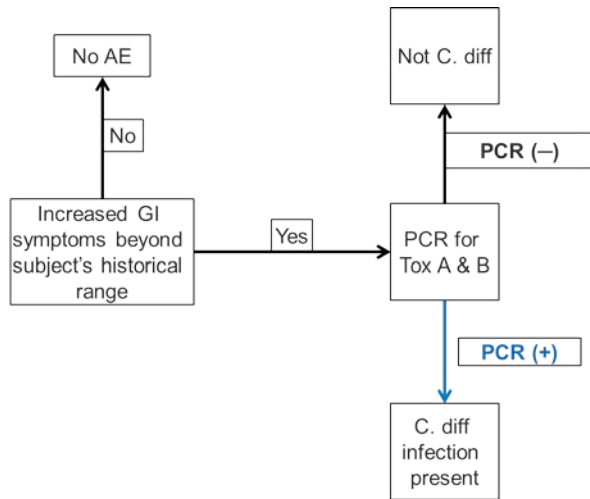 No AE
Not C. diff
No
PCR (—)
Increased GI
symptoms beyond
subject's historical
range
Yes
PCR for
Tox A & B
PCR (+)
C. diff
infection
present